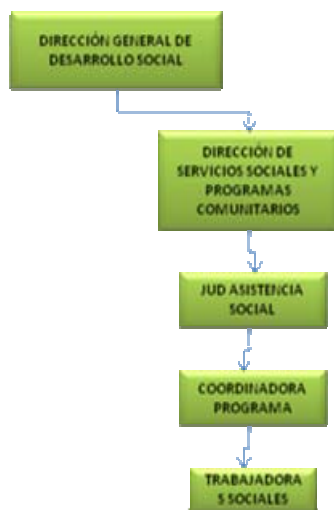 DIRECCIÓN GENERAL DE
DESARROLLO SOCIAL
DIRECCIÓN DE
SERVICIOS SOCIALES Y
PROGRAMAS
COMUNITARIOS
JUD ASISTENCIA
SOCIAL
COORDINADORA
PROGRAMA
TRABAJADORA
S SOCIALES